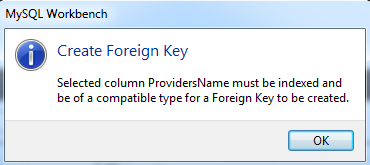 MySQL Workbench
Create Foreign Key
Selected column ProvidersName must be indexed and
be of a compatible type for a Foreign Key to be created.
OK